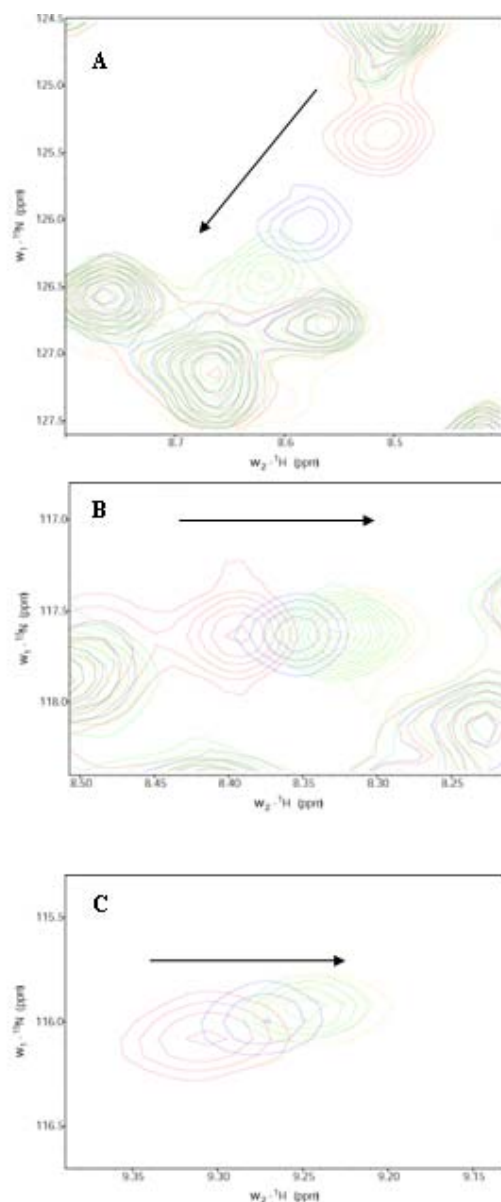 A
124.5
125.0
125.5
126.0
126.5
127.0
127.5
w₁ - ¹⁵N (ppm)
8.7 8.6 8.5
w₂ - ¹H (ppm)
B
117.0
117.5
118.0
w₁ - ¹⁵N (ppm)
8.50 8.45 8.40 8.35 8.30 8.25
w₂ - ¹H (ppm)
C
115.5
116.0
116.5
w₁ - ¹⁵N (ppm)
9.35 9.30 9.25 9.20 9.15
w₂ - ¹H (ppm)